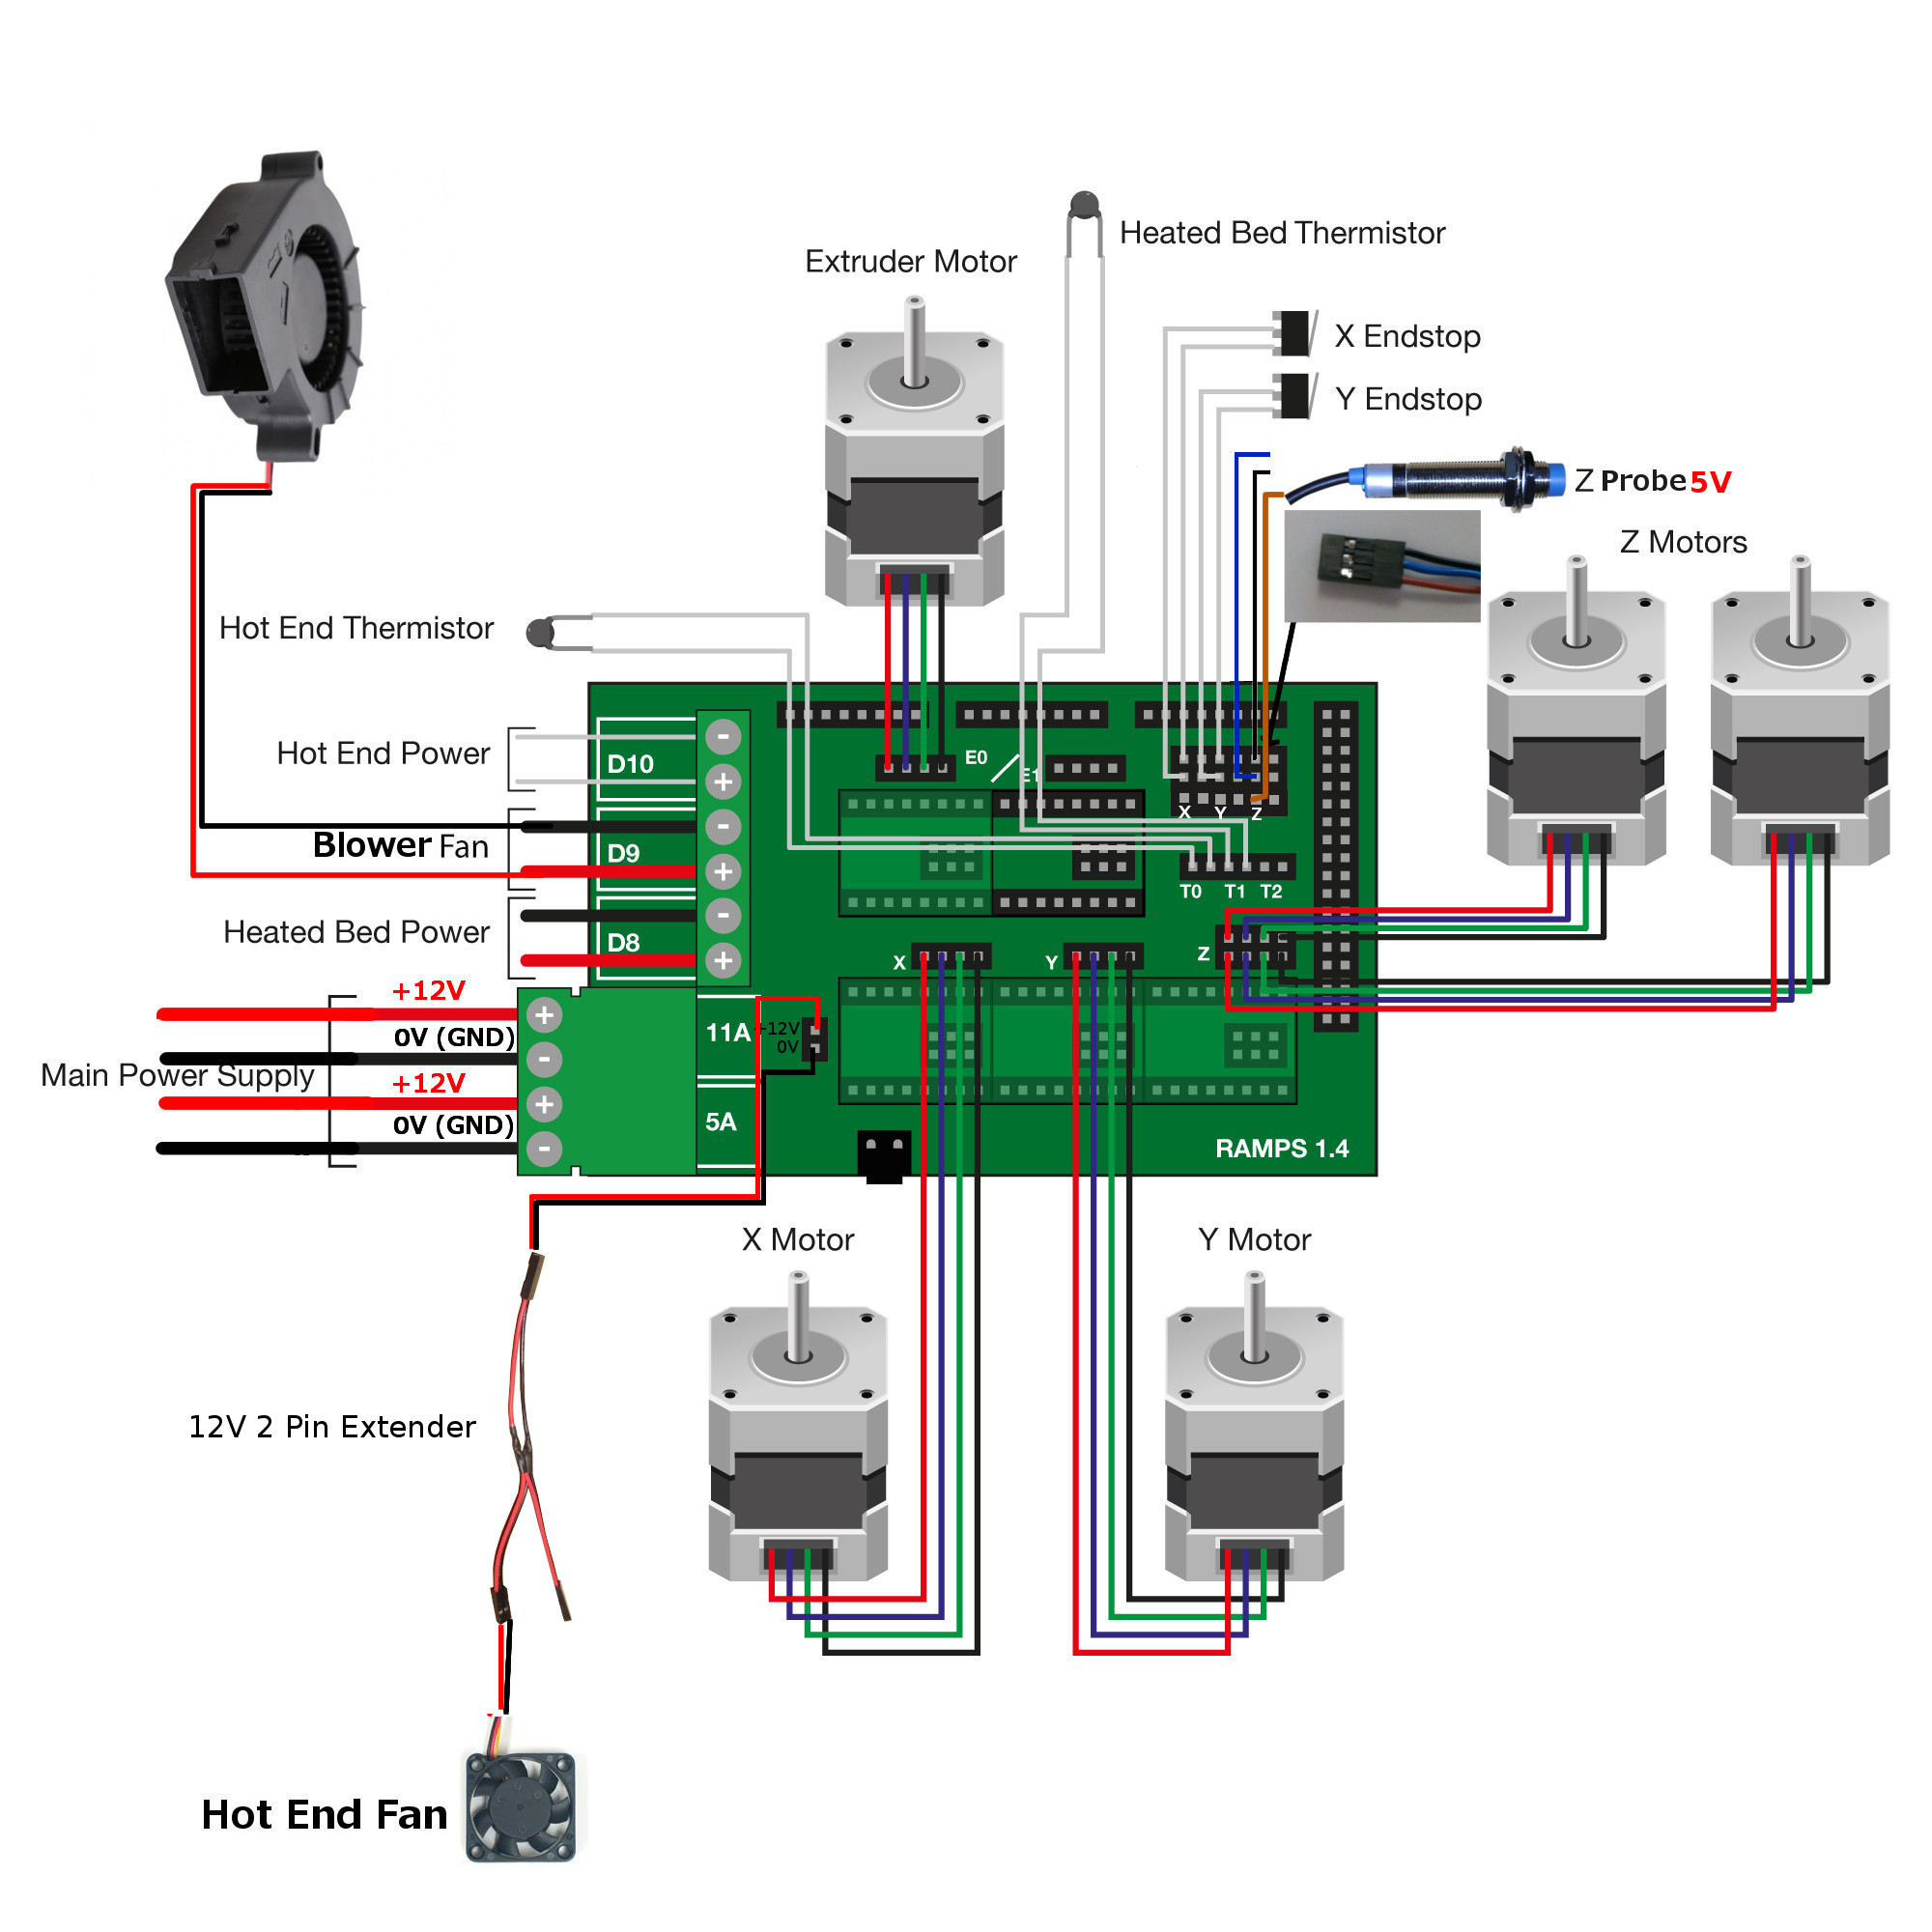 Heated Bed Thermistor
Extruder Motor
X Endstop
Y Endstop
Z Probe 5V
Z Motors
Hot End Thermistor
Hot End Power
D10
E0
E1
X
Y
Z
Blower Fan
D9
T0
T1
T2
Heated Bed Power
D8
X
Y
Z
+12V
11A
+12V
0V (GND)
0V
Main Power Supply
+12V
0V (GND)
5A
RAMPS 1.4
X Motor
Y Motor
12V 2 Pin Extender
Hot End Fan